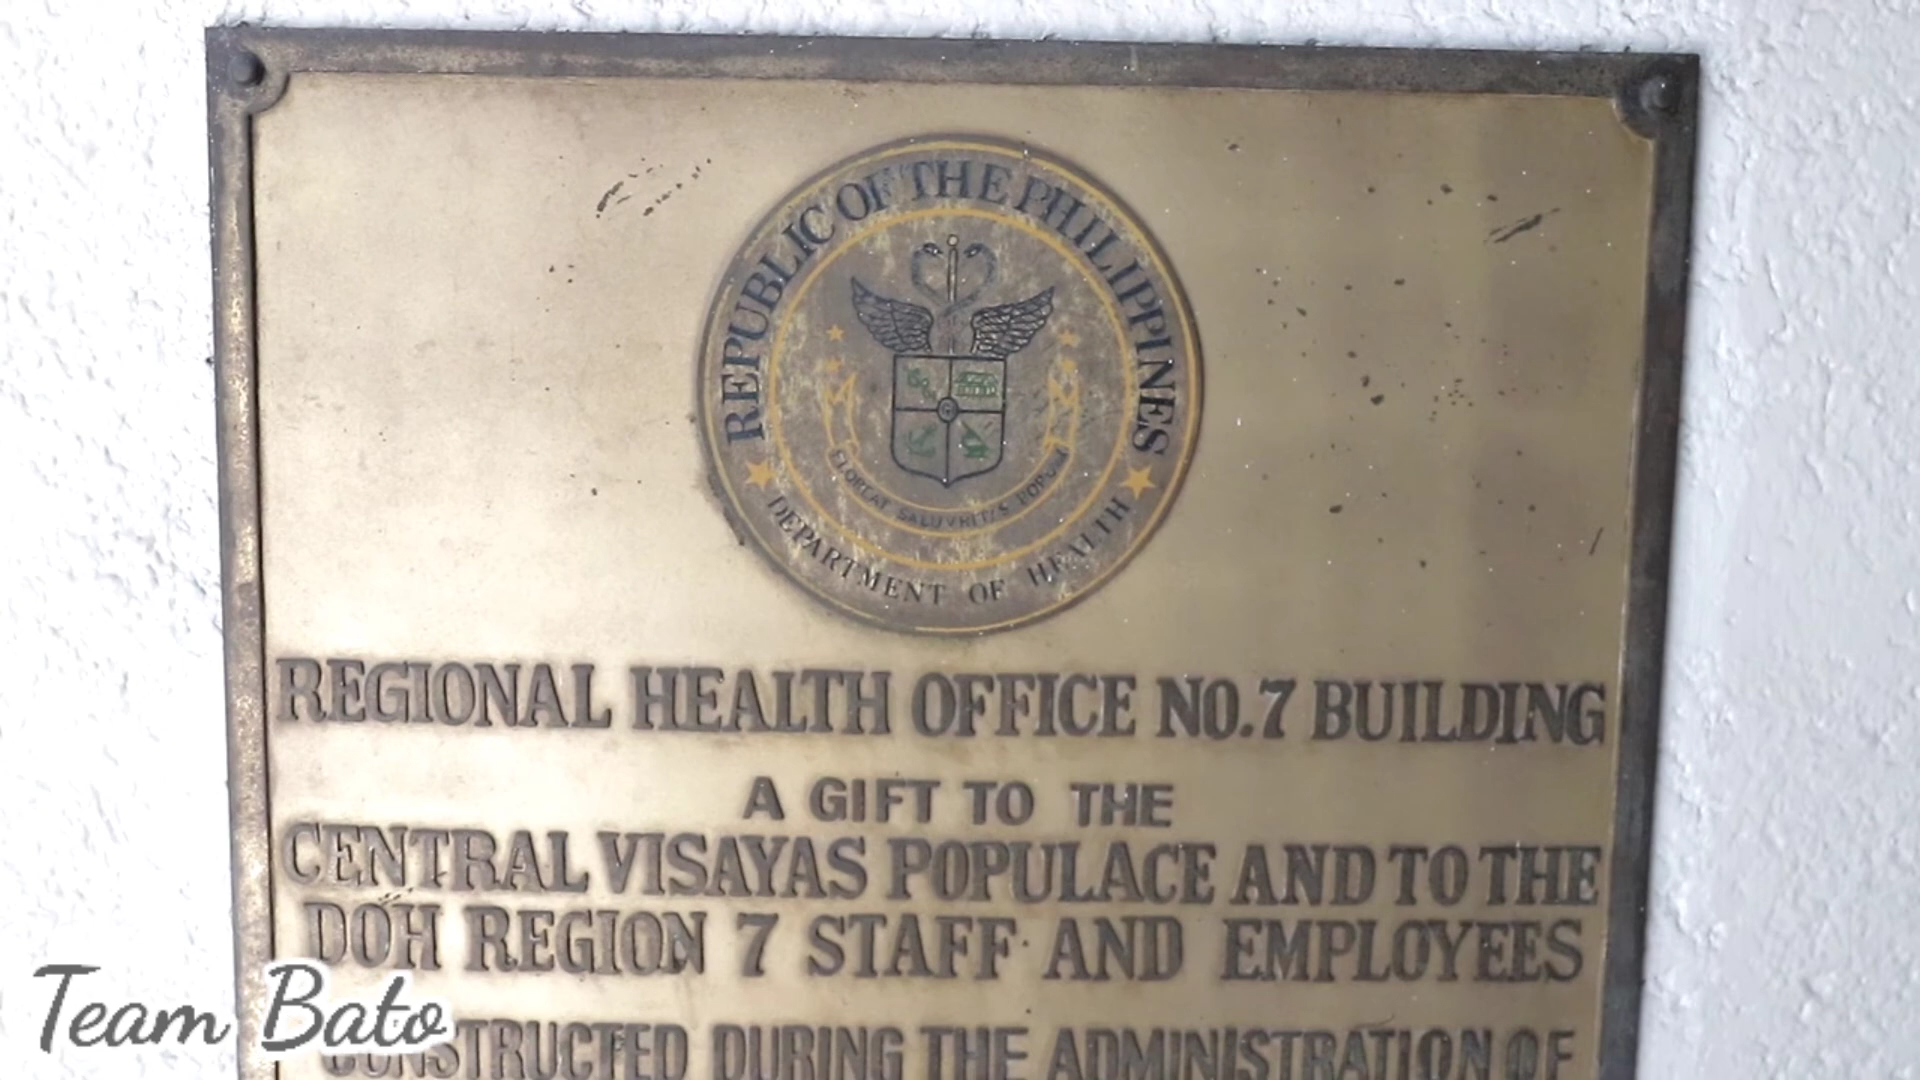 REPUBLIC OF THE PHILIPPINES
DEPARTMENT OF HEALTH
REGIONAL HEALTH OFFICE NO.7 BUILDING
A GIFT TO THE
CENTRAL VISAYAS POPULACE AND TO THE
DOH REGION 7 STAFF AND EMPLOYEES
CONSTRUCTED DURING THE ADMINISTRATION OF
Team Bato